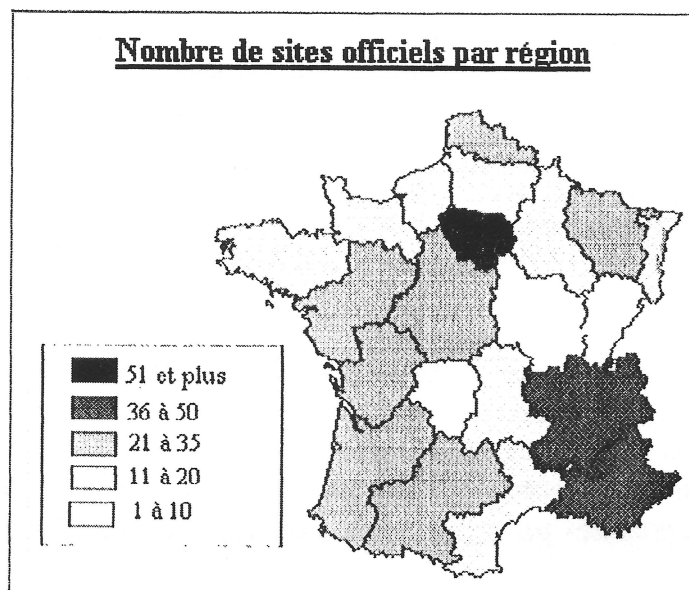 Nombre de sites officiels par région
51 et plus
36 à 50
21 à 35
11 à 20
1 à 10